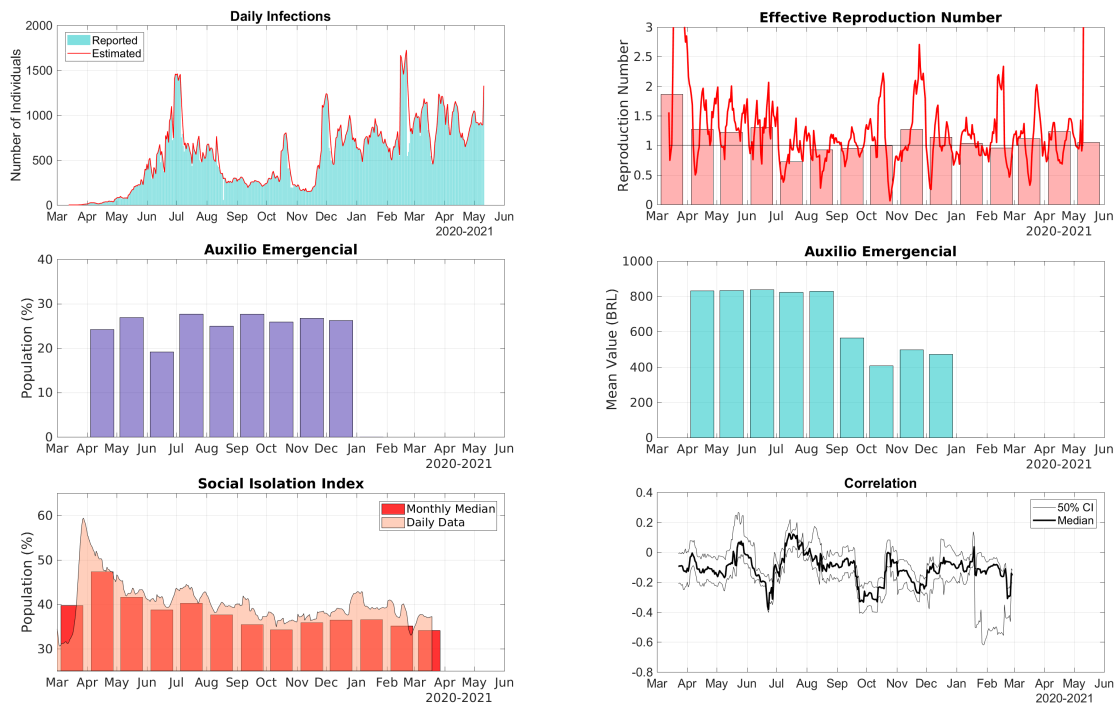 Daily Infections
Number of Individuals
2000
1500
1000
500
0
Reported
Estimated
Mar Apr May Jun Jul Aug Sep Oct Nov Dec Jan Feb Mar Apr May Jun
2020-2021
Effective Reproduction Number
Reproduction Number
3
2.5
2
1.5
1
0.5
0
Mar Apr May Jun Jul Aug Sep Oct Nov Dec Jan Feb Mar Apr May Jun
2020-2021
Auxilio Emergencial
Population (%)
40
30
20
10
0
Mar Apr May Jun Jul Aug Sep Oct Nov Dec Jan Feb Mar Apr May Jun
2020-2021
Auxilio Emergencial
Mean Value (BRL)
1000
800
600
400
200
0
Mar Apr May Jun Jul Aug Sep Oct Nov Dec Jan Feb Mar Apr May Jun
2020-2021
Social Isolation Index
Population (%)
60
50
40
30
Monthly Median
Daily Data
Mar Apr May Jun Jul Aug Sep Oct Nov Dec Jan Feb Mar Apr May Jun
2020-2021
Correlation
0.4
0.2
0
-0.2
-0.4
-0.6
-0.8
50% CI
Median
Mar Apr May Jun Jul Aug Sep Oct Nov Dec Jan Feb Mar Apr May Jun
2020-2021